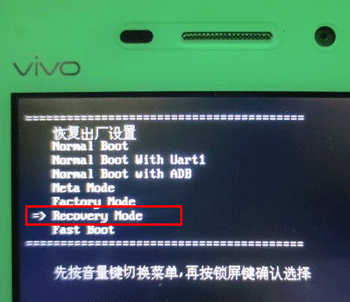 vivo
==========================================
恢复出厂设置
Normal Boot
Normal Boot With Uart1
Normal Boot with ADB
Meta Mode
Factory Mode
=> Recovery Mode
Fast Boot
==========================================
先按音量键切换菜单,再按锁屏键确认选择